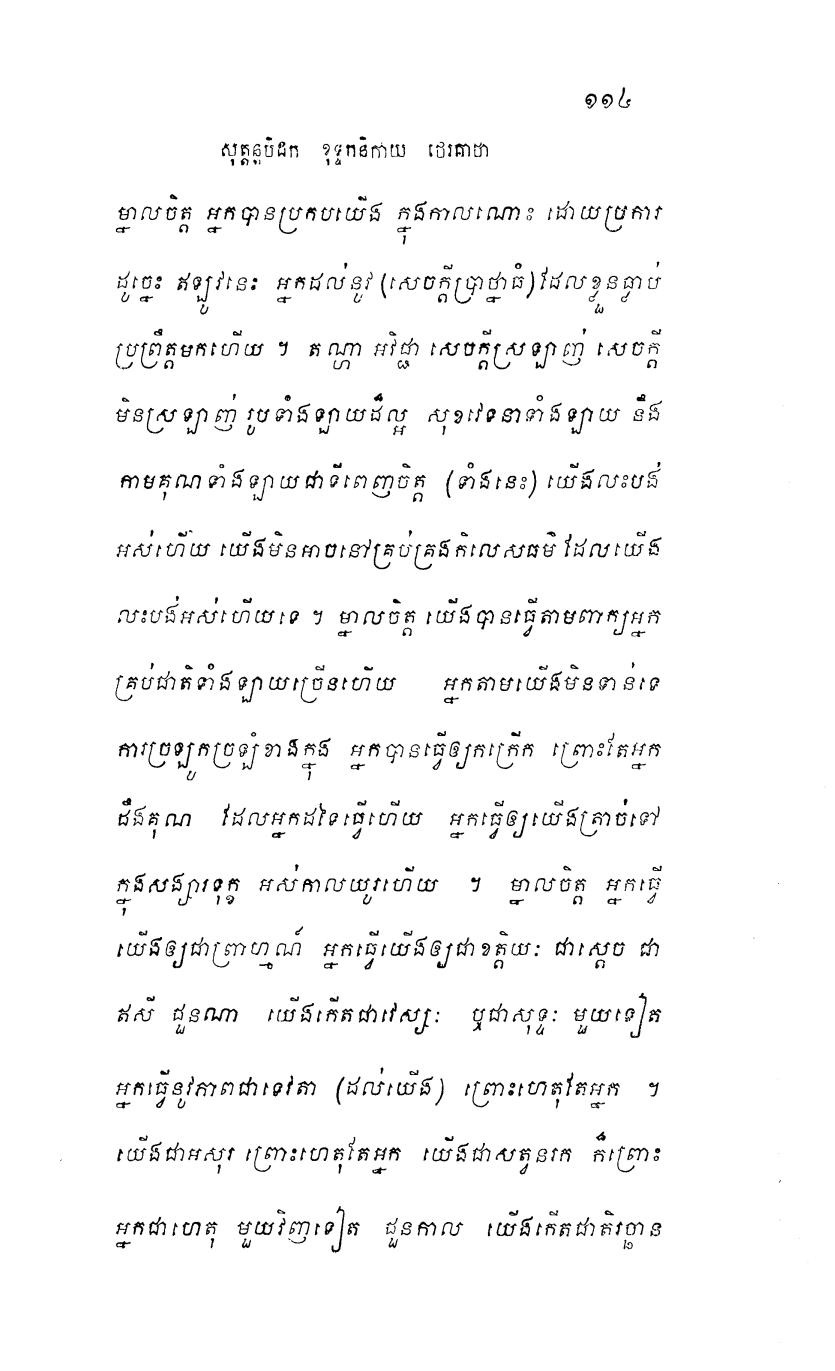 ១១៤
សុត្តន្តបិដក ខុទ្ទកនិកាយ ថេរគាថា
ម្នាលចិត្ត អ្នកបានប្រកបយើង ក្នុងកាលណោះ ដោយប្រការ
ដូច្នេះ ឥឡូវនេះ អ្នកដល់នូវ (សេចក្តីប្រាថ្នាធំ) ដែលខ្លួនធ្លាប់
ប្រព្រឹត្តមកហើយ ។ តណ្ហា អវិជ្ជា សេចក្តីស្រឡាញ់ សេចក្តី
មិនស្រឡាញ់ រូបទាំងឡាយដ៏ល្អ សុខវេទនាទាំងឡាយ នឹង
កាមគុណទាំងឡាយជាទីពេញចិត្ត (ទាំងនេះ) យើងលះបង់
អស់ហើយ យើងមិនអាចនៅគ្រប់គ្រងកិលេសធម៌ ដែលយើង
លះបង់អស់ហើយទេ ។ ម្នាលចិត្ត យើងបានធ្វើតាមពាក្យអ្នក
គ្រប់ជាតិទាំងឡាយច្រើនហើយ អ្នកតាមយើងមិនទាន់ទេ
ការច្រឡូកច្រឡំខាងក្នុង អ្នកបានធ្វើឲ្យកក្រើក ព្រោះតែអ្នក
ដឹងគុណ ដែលអ្នកដទៃធ្វើហើយ អ្នកធ្វើឲ្យយើងត្រាច់ទៅ
ក្នុងសង្សារទុក្ខ អស់កាលយូរហើយ ។ ម្នាលចិត្ត អ្នកធ្វើ
យើងឲ្យជាព្រាហ្មណ៍ អ្នកធ្វើយើងឲ្យជាខត្តិយៈ ជាស្តេច ជា
ឥសី ជួនណា យើងកើតជាវេស្សៈ ឬជាសុទ្ទៈ មួយទៀត
អ្នកធ្វើនូវភាពជាទេវតា (ដល់យើង) ព្រោះហេតុតែអ្នក ។
យើងជាអសុរ ព្រោះហេតុតែអ្នក យើងជាសត្វនរក ក៏ព្រោះ
អ្នកជាហេតុ មួយវិញទៀត ជួនកាល យើងកើតជាតិរច្ឆាន